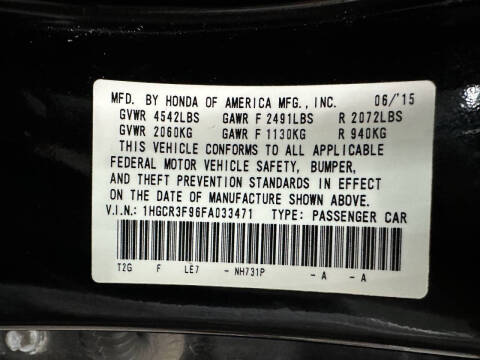 MFD. BY HONDA OF AMERICA MFG., INC. 06/'15
GVWR 4542LBS GAWR F 2491LBS R 2072LBS
GVWR 2060KG GAWR F 1130KG R 940KG
THIS VEHICLE CONFORMS TO ALL APPLICABLE
FEDERAL MOTOR VEHICLE SAFETY, BUMPER,
AND THEFT PREVENTION STANDARDS IN EFFECT
ON THE DATE OF MANUFACTURE SHOWN ABOVE.
V.I.N.: 1HGCR3F96FA033471 TYPE: PASSENGER CAR
T2G F LE7 - NH731P - A - A